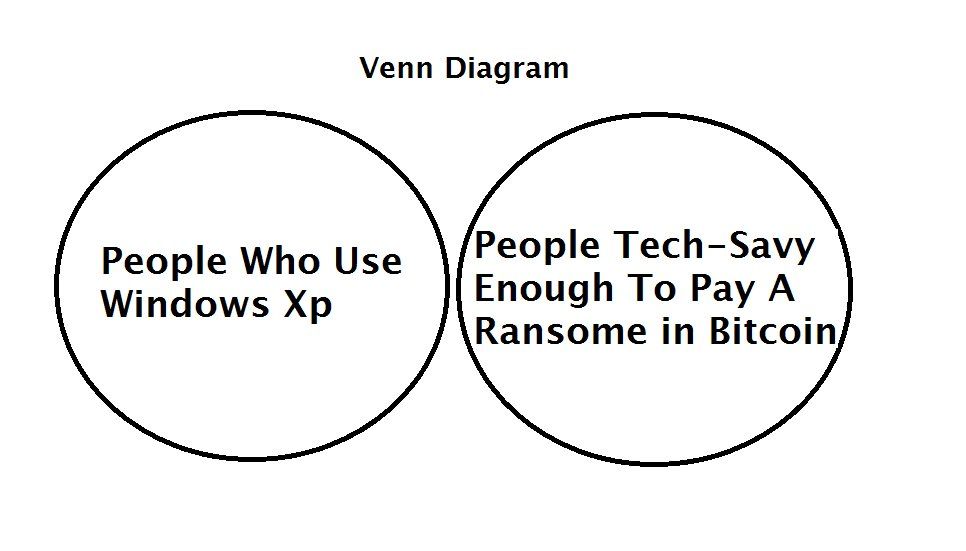 Venn Diagram
People Who Use
Windows Xp
People Tech-Savy
Enough To Pay A
Ransome in Bitcoin